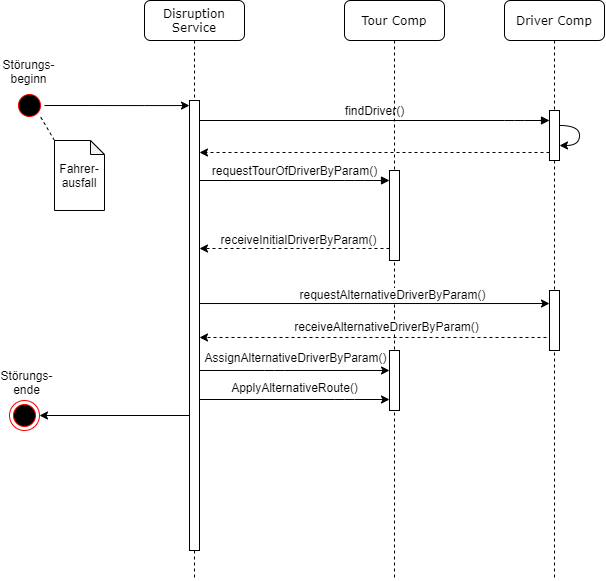 Disruption
Service
Tour Comp
Driver Comp
Störungs-
beginn
findDriver()
Fahrer-
ausfall
requestTourOfDriverByParam()
receiveInitialDriverByParam()
requestAlternativeDriverByParam()
receiveAlternativeDriverByParam()
AssignAlternativeDriverByParam()
Störungs-
ende
ApplyAlternativeRoute()